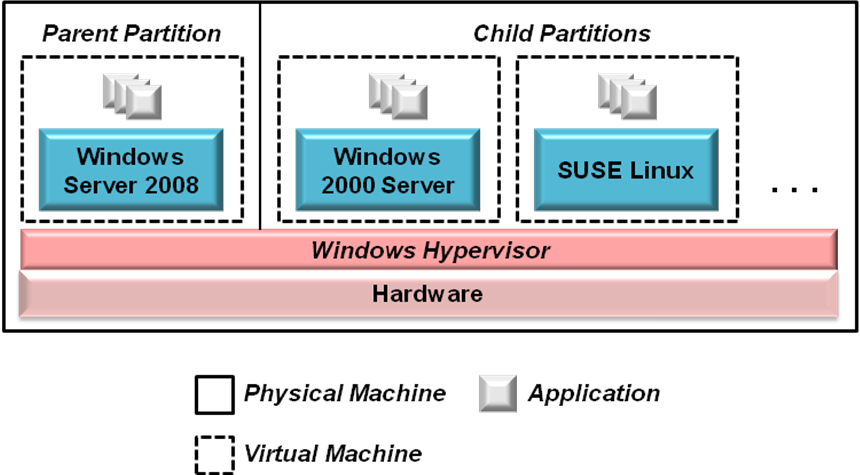 Parent Partition
Child Partitions
Windows
Server 2008
Windows
2000 Server
SUSE Linux
. . .
Windows Hypervisor
Hardware
Physical Machine
Application
Virtual Machine